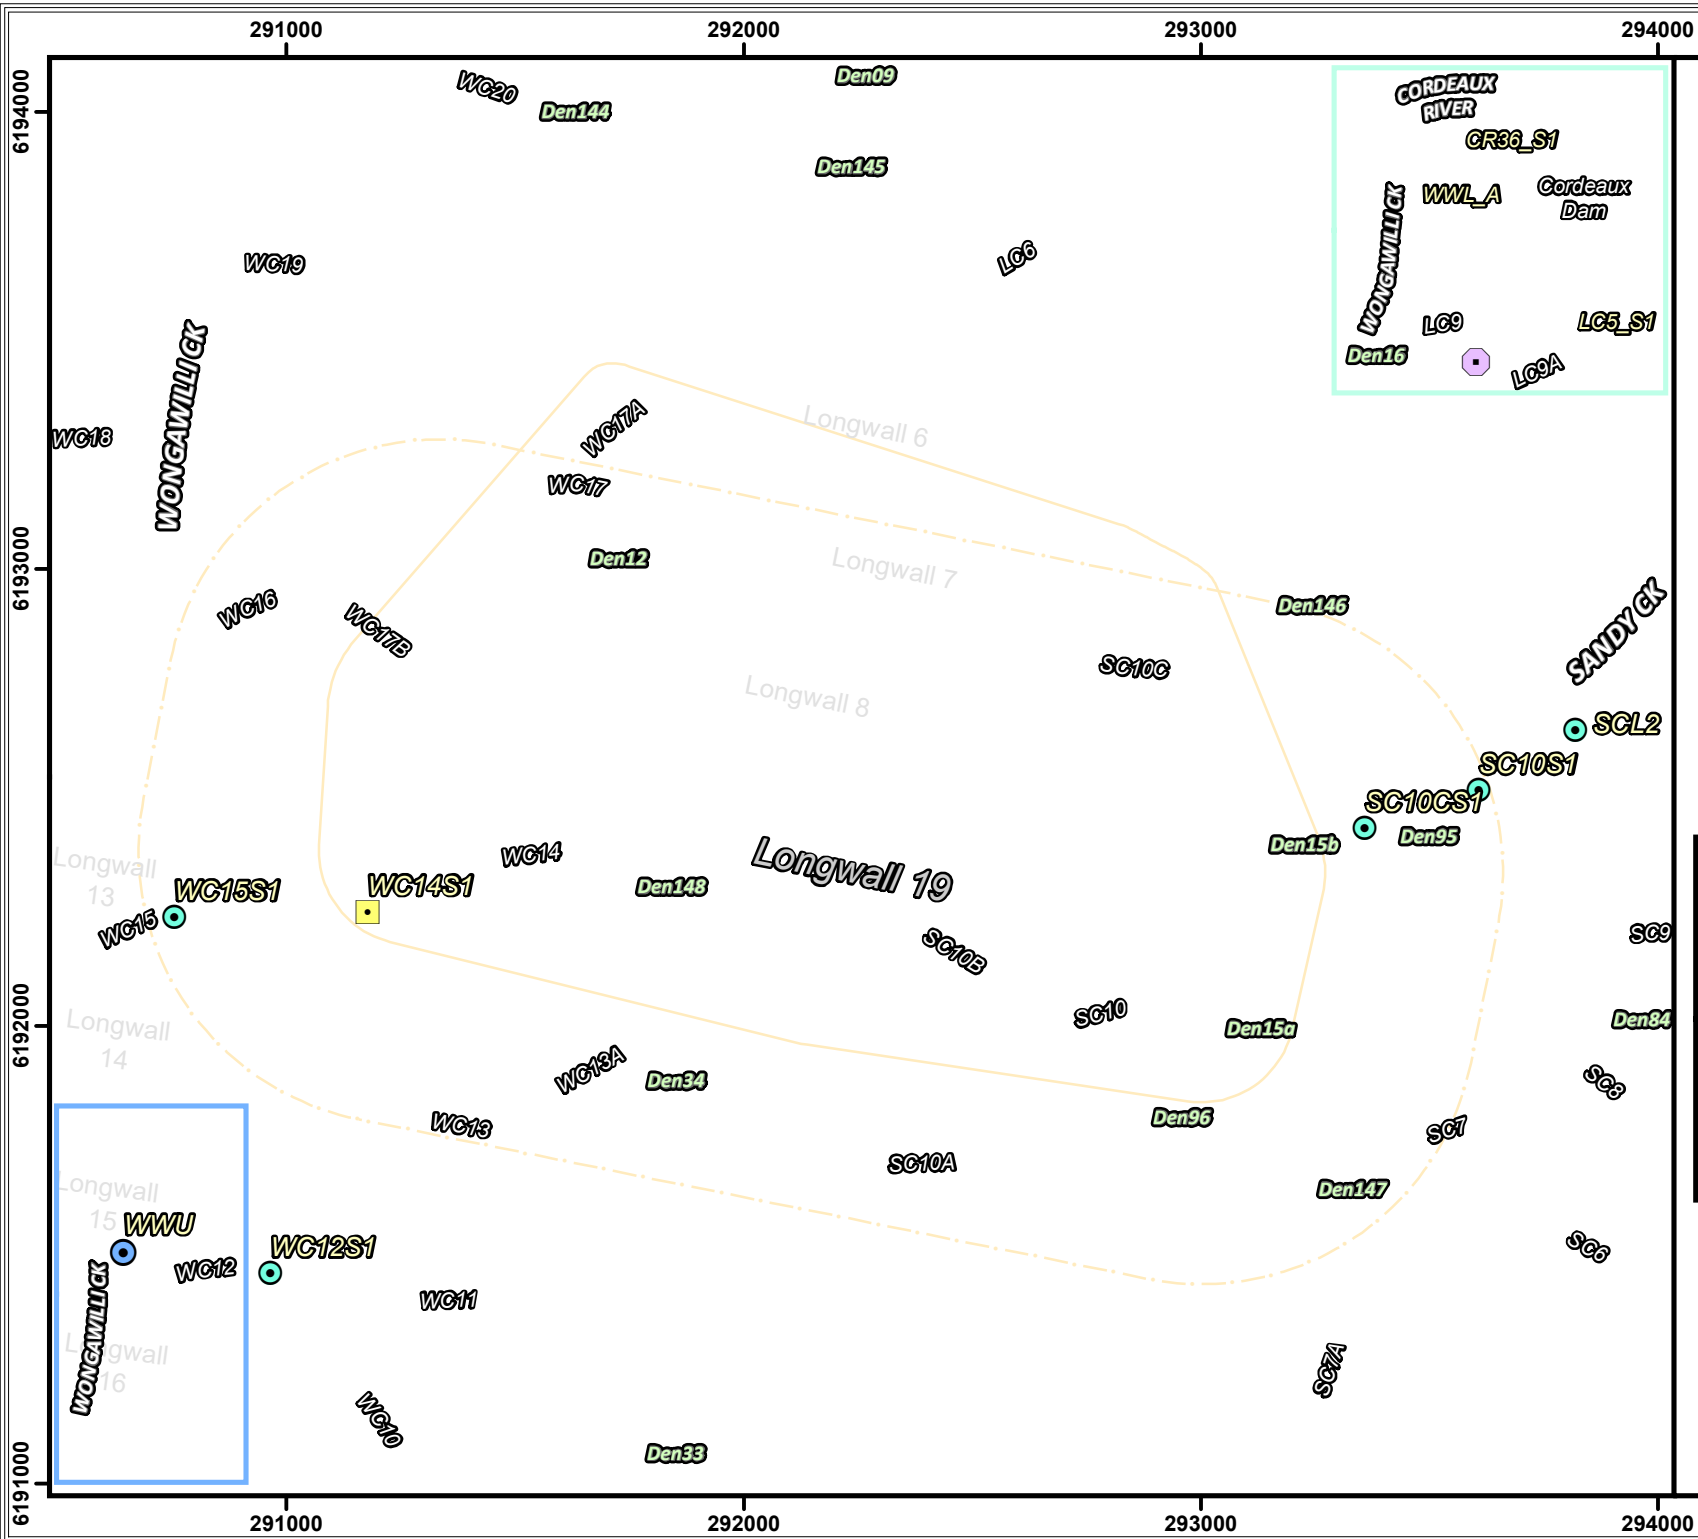 291000
292000
293000
294000
6194000
6193000
6192000
6191000
WC20
Den09
Den144
Den145
CORDEAUX
RIVER
CR36_S1
WWL_A
Cordeaux
Dam
WONGAWILLI CK
LC9
LC5_S1
Den16
LC9A
WC19
LC6
WONGAWILLI CK
WC18
WC17A
Longwall 6
WC17
Den12
Longwall 7
WC16
WC17B
Den146
SANDY CK
SC10C
Longwall 8
SCL2
SC10S1
SC10CS1
Den95
Den15b
WC14
Longwall 19
Longwall
13
WC15S1
WC14S1
Den148
WC15
SC10B
SC9
SC10
Den15a
Den84
Longwall
14
WC13A
Den34
SC8
WC13
Den96
SC7
SC10A
Den147
Longwall
15
WWU
WC12S1
WC12
SC6
WC11
WONGAWILLI CK
Longwall
16
SC7A
WC10
Den33
291000
292000
293000
294000